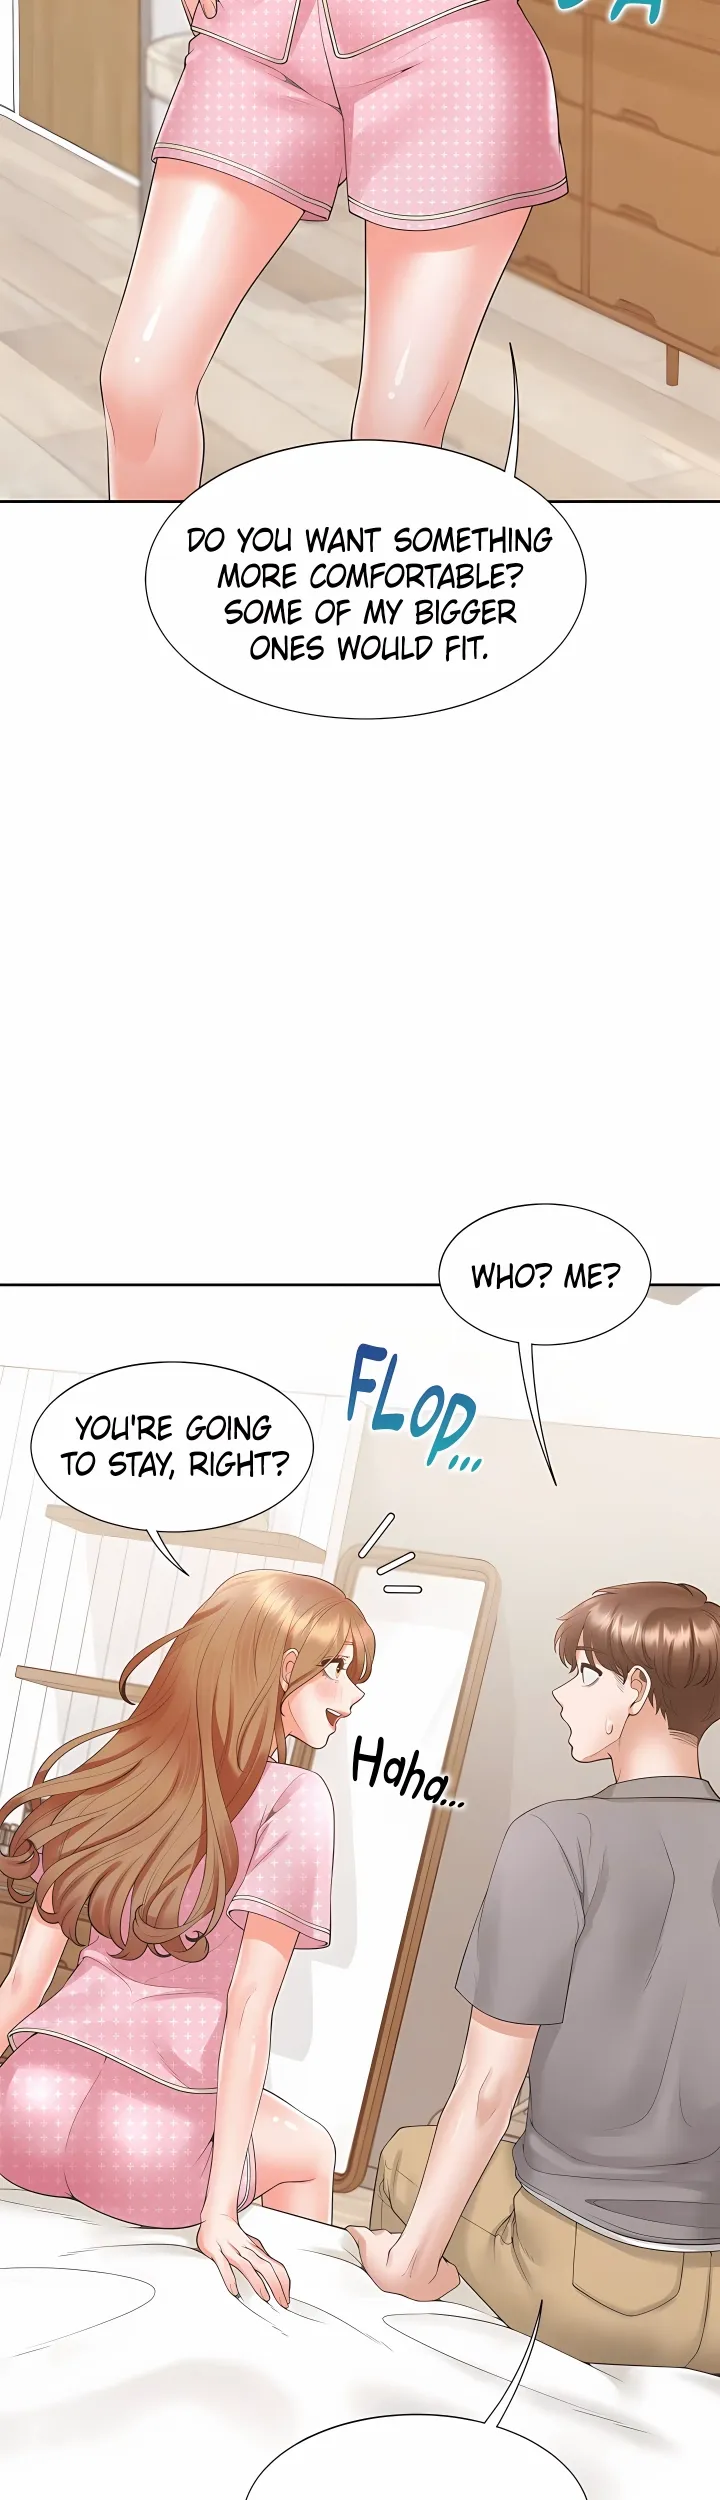 DO YOU WANT SOMETHING
MORE COMFORTABLE?
SOME OF MY BIGGER
ONES WOULD FIT.
WHO? ME?
FLOP...
YOU'RE GOING
TO STAY, RIGHT?
Haha...